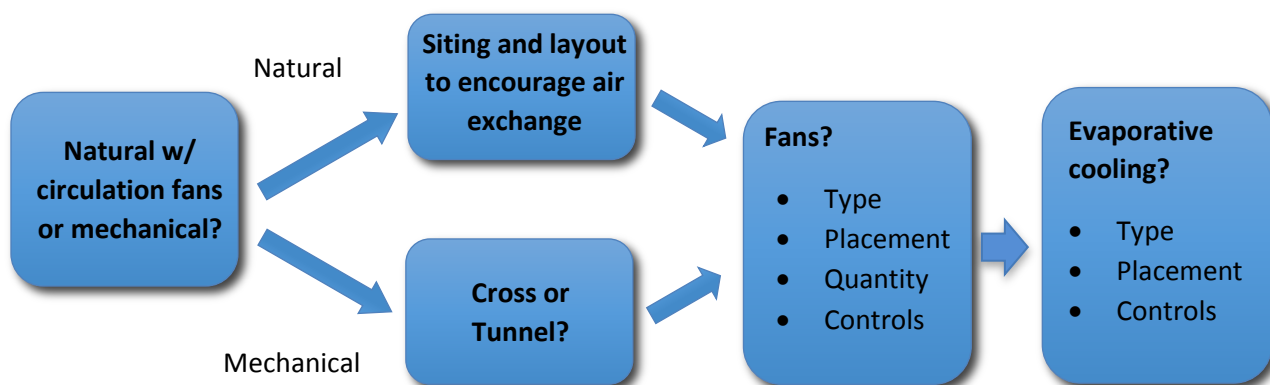 Natural w/
circulation fans
or mechanical?
Natural
Siting and layout
to encourage air
exchange
Mechanical
Cross or
Tunnel?
Fans?
• Type
• Placement
• Quantity
• Controls
Evaporative
cooling?
• Type
• Placement
• Controls